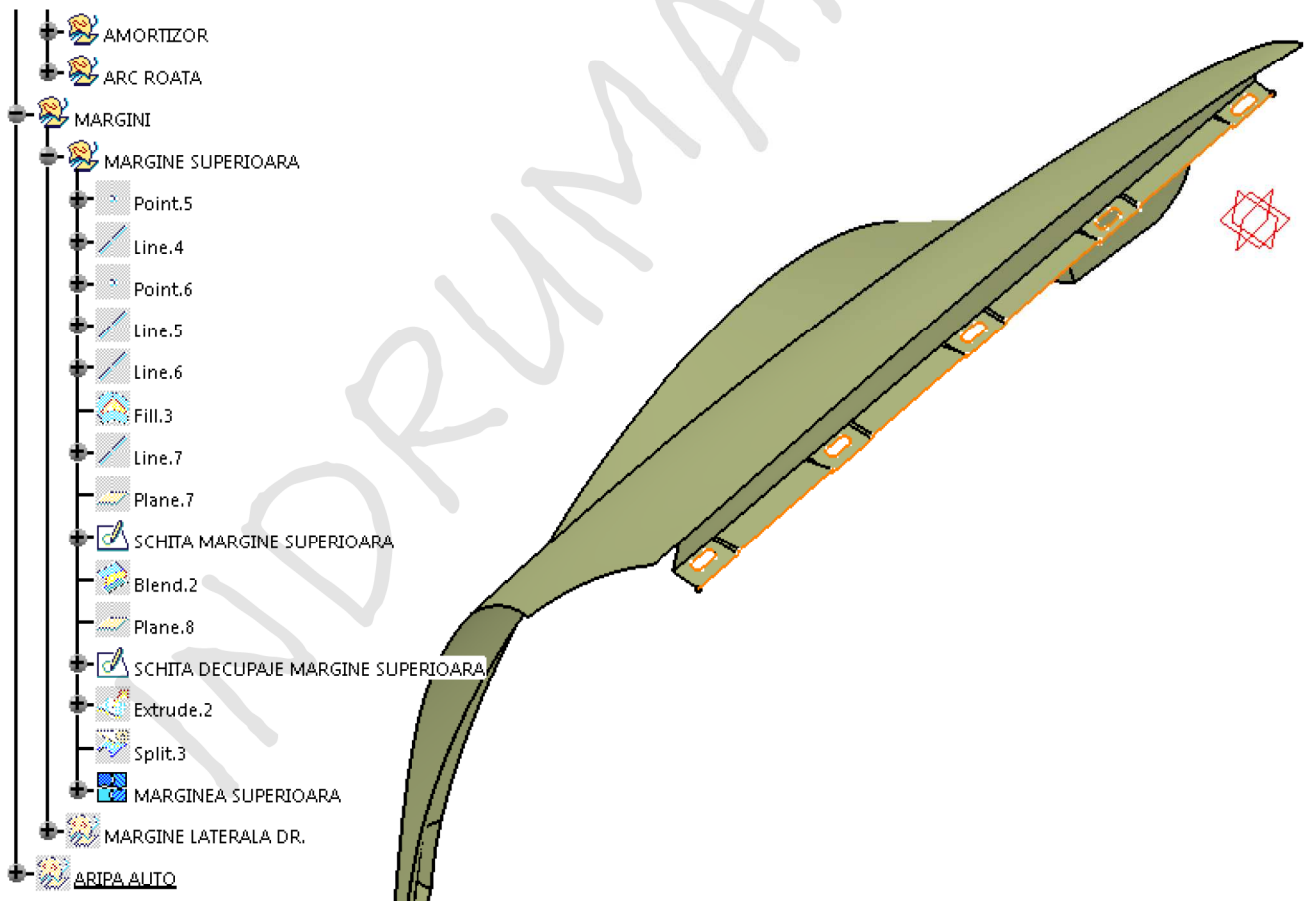 AMORTIZOR
ARC ROATA
MARGINI
MARGINE SUPERIOARA
Point.5
Line.4
Point.6
Line.5
Line.6
Fill.3
Line.7
Plane.7
SCHITA MARGINE SUPERIOARA
Blend.2
Plane.8
SCHITA DECUPAJE MARGINE SUPERIOARA
Extrude.2
Split.3
MARGINEA SUPERIOARA
MARGINE LATERALA DR.
ARIPA AUTO
INDRUMA